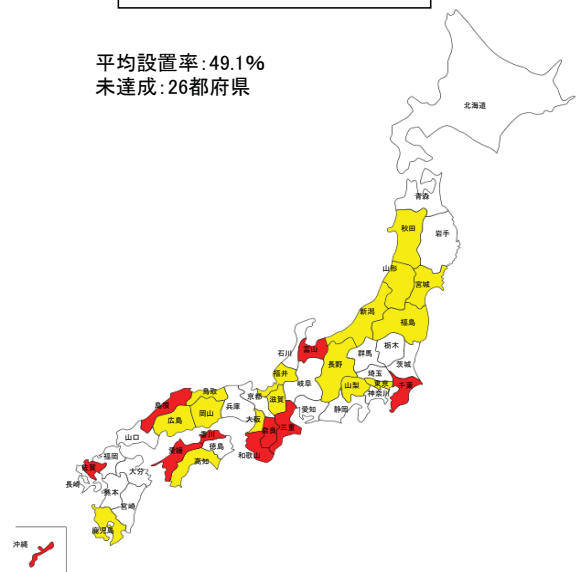 平均設置率:49.1%
未達成:26都府県
北海道
青森
秋田
岩手
山形
宮城
新潟
福島
石川
富山
群馬
栃木
福井
長野
茨城
岐阜
埼玉
山梨
東京
千葉
神奈川
鳥取
京都
滋賀
島根
岡山
兵庫
愛知
静岡
広島
大阪
奈良
三重
山口
香川
和歌山
福岡
愛媛
徳島
高知
佐賀
大分
長崎
熊本
宮崎
鹿児島
沖縄